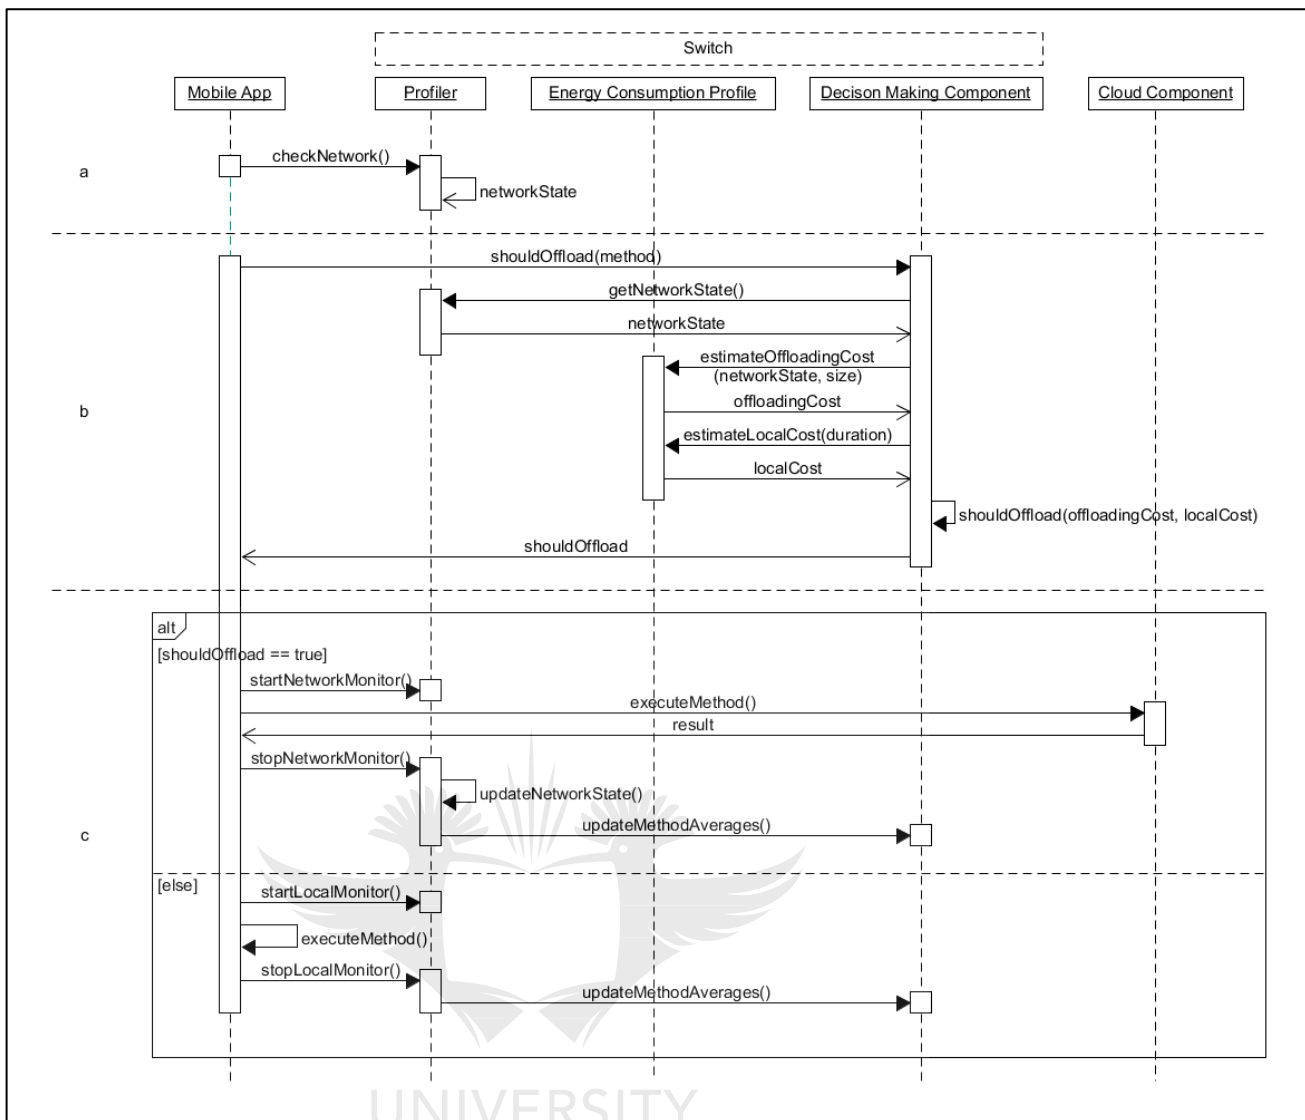 Switch
Mobile App
Profiler
Energy Consumption Profile
Decison Making Component
Cloud Component
a
checkNetwork()
networkState
b
shouldOffload(method)
getNetworkState()
networkState
estimateOffloadingCost
(networkState, size)
offloadingCost
estimateLocalCost(duration)
localCost
shouldOffload(offloadingCost, localCost)
shouldOffload
c
alt
[shouldOffload == true]
startNetworkMonitor()
executeMethod()
result
stopNetworkMonitor()
updateNetworkState()
updateMethodAverages()
[else]
startLocalMonitor()
executeMethod()
stopLocalMonitor()
updateMethodAverages()
UNIVERSITY